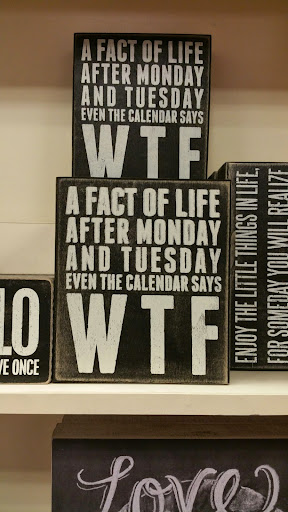 A FACT OF LIFE
AFTER MONDAY
AND TUESDAY
EVEN THE CALENDAR SAYS
WTF
A FACT OF LIFE
AFTER MONDAY
AND TUESDAY
EVEN THE CALENDAR SAYS
WTF
ENJOY THE LITTLE THINGS IN LIFE,
FOR SOMEDAY YOU WILL REALIZE
LO
VE ONCE
Love